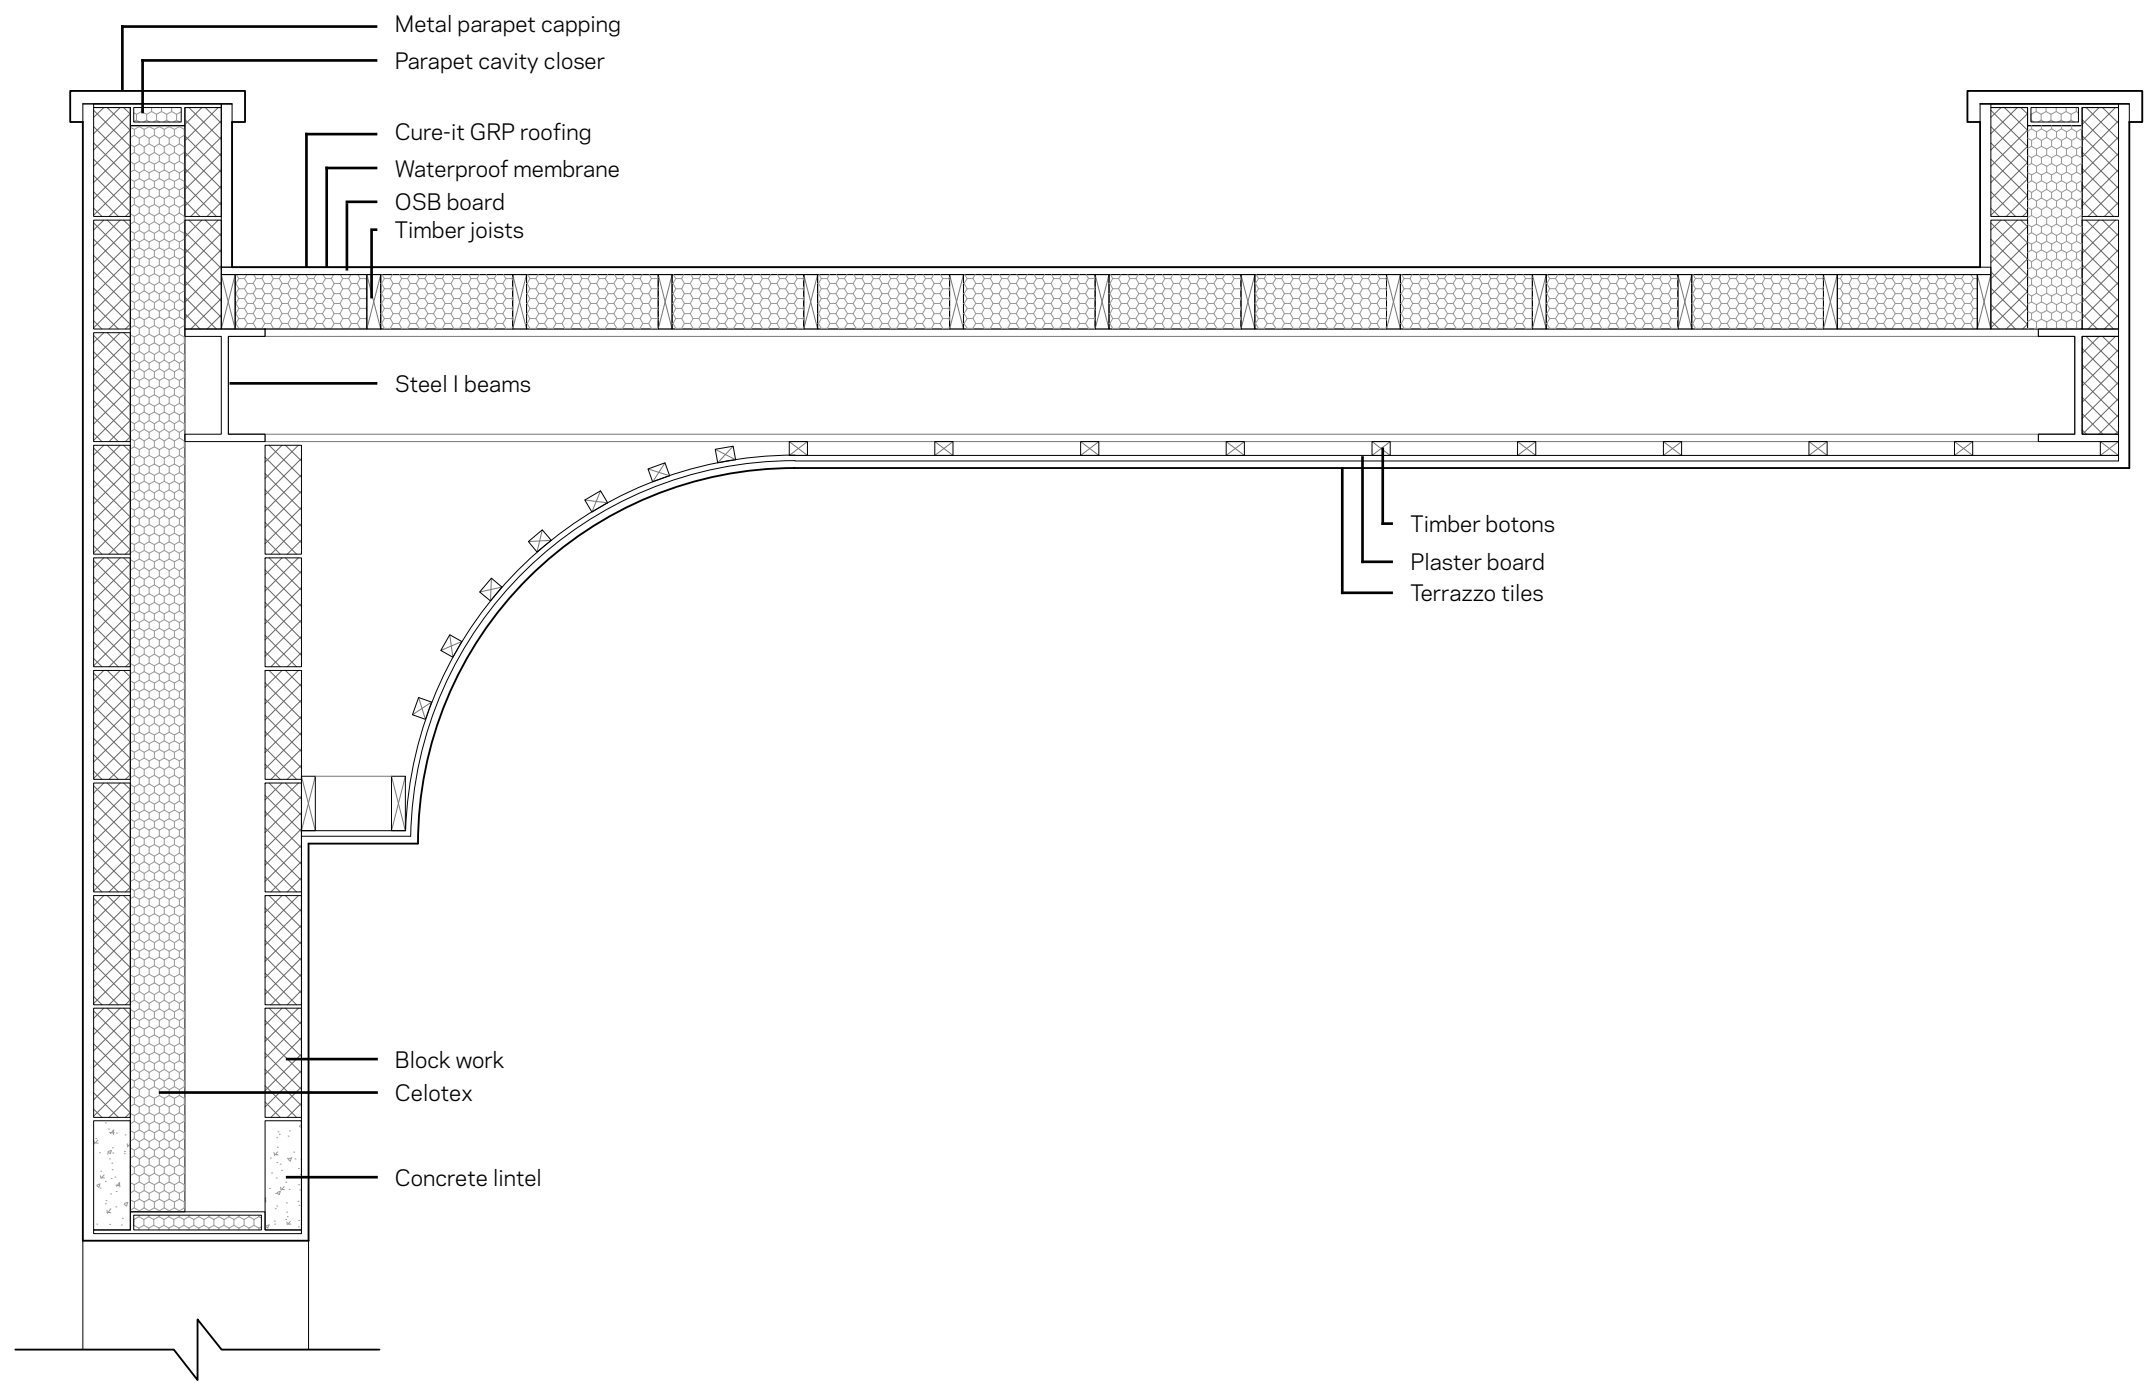 Metal parapet capping
Parapet cavity closer
Cure-it GRP roofing
Waterproof membrane
OSB board
Timber joists
Steel I beams
Timber botons
Plaster board
Terrazzo tiles
Block work
Celotex
Concrete lintel